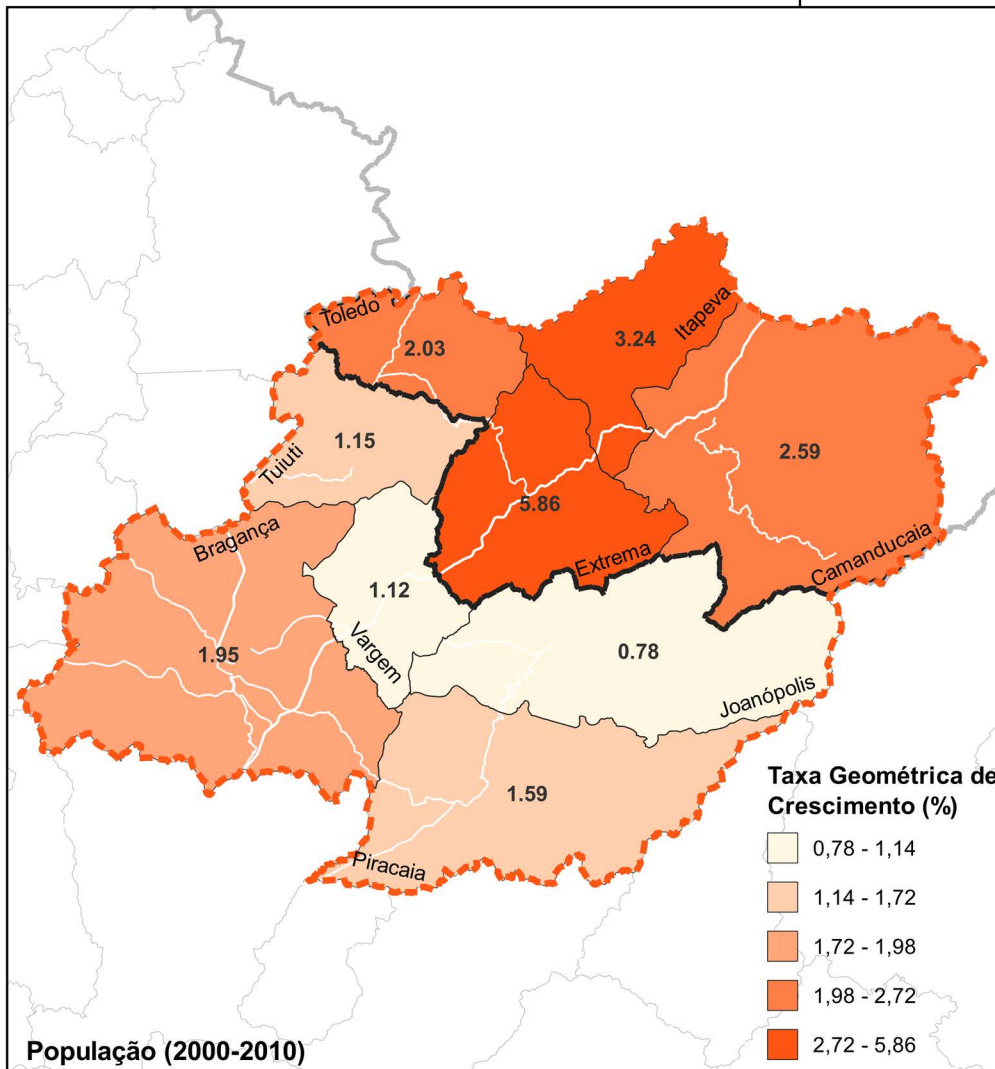 Toledo
2.03
Itapeva
3.24
1.15
Tuiuti
2.59
5.86
Bragança
Extrema
Camanducaia
1.12
Vargem
1.95
0.78
Joanópolis
1.59
Piracaia
Taxa Geométrica de
Crescimento (%)
0,78 - 1,14
1,14 - 1,72
1,72 - 1,98
1,98 - 2,72
2,72 - 5,86
População (2000-2010)